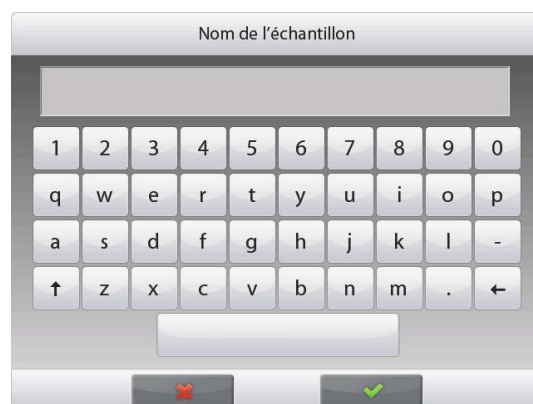 Nom de l'échantillon
1 2 3 4 5 6 7 8 9 0
q w e r t y u i o p
a s d f g h j k l -
↑ z x c v b n m . ←